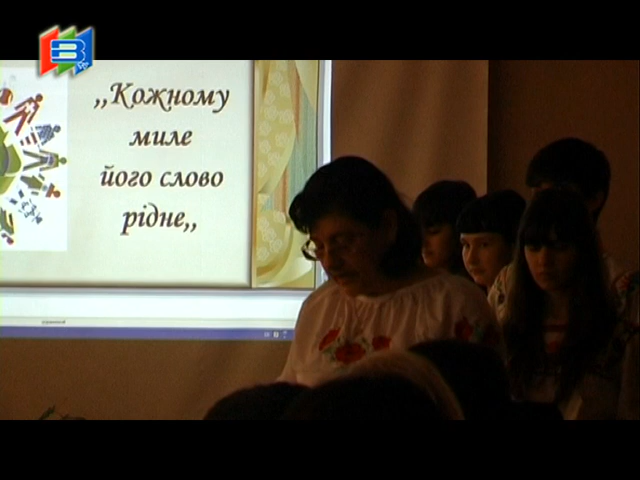 В
,,Кожному
миле
його слово
рідне,,